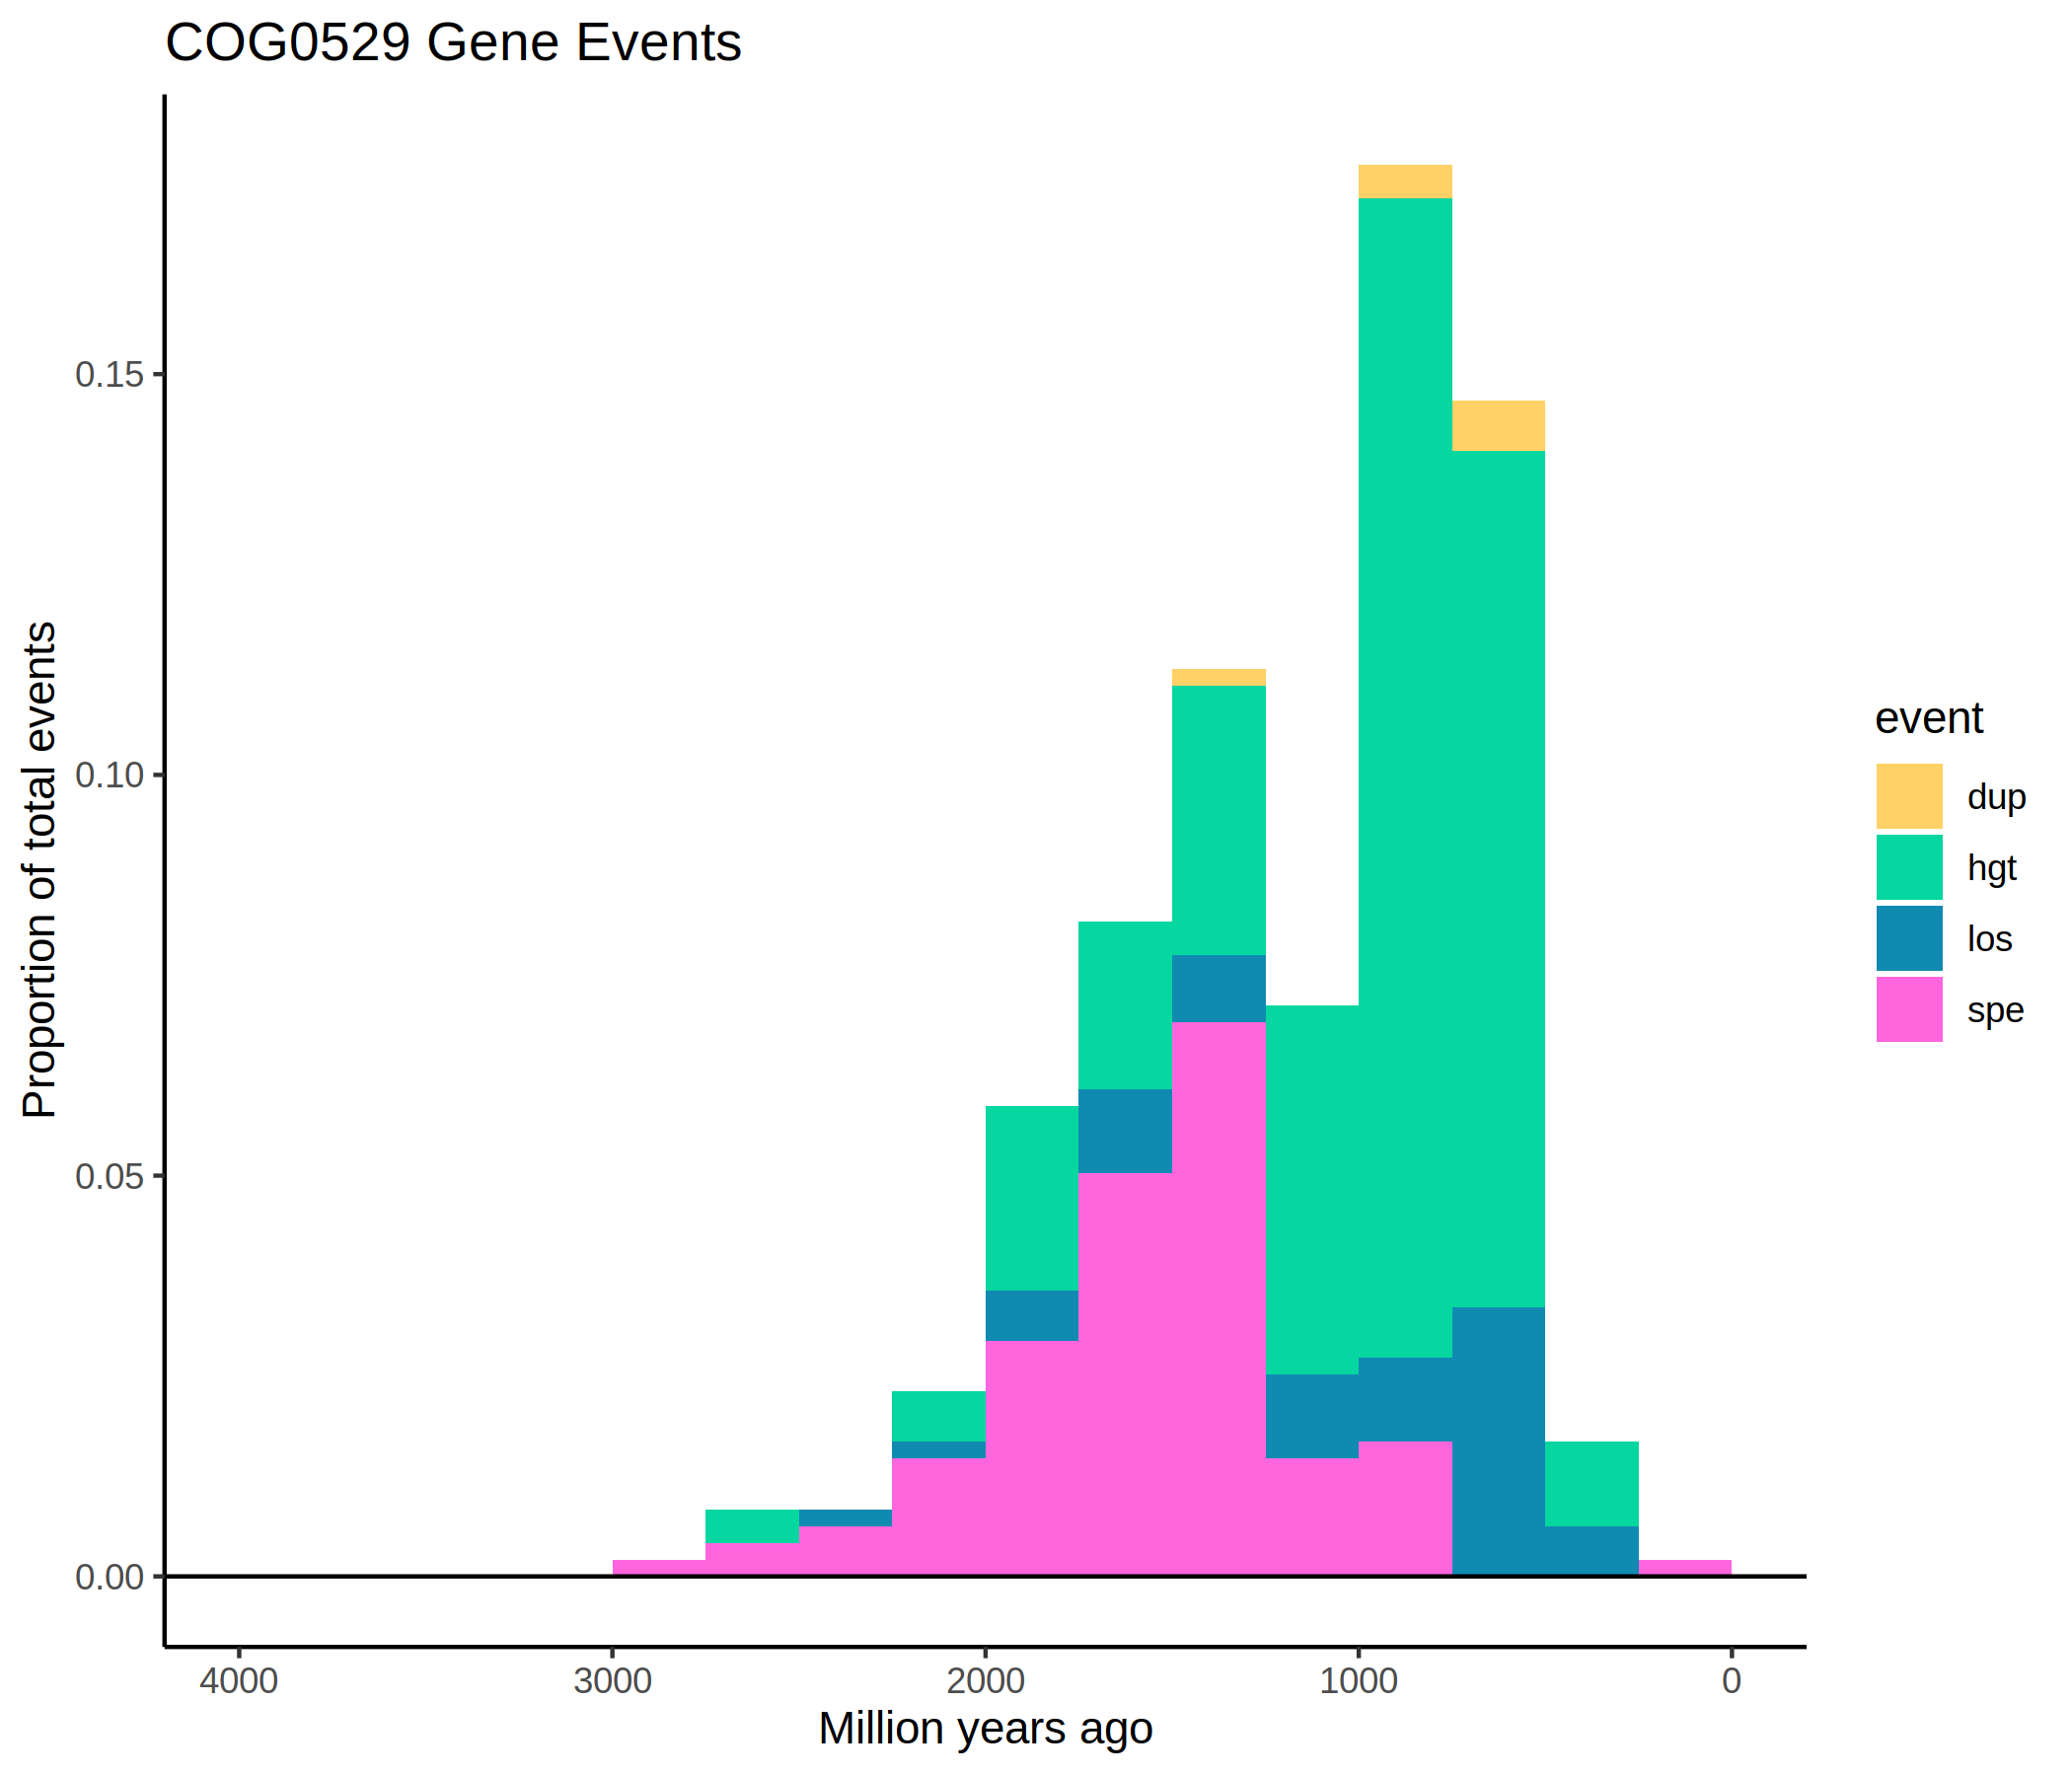 COG0529 Gene Events
Proportion of total events
0.15
0.10
0.05
0.00
4000 3000 2000 1000 0
Million years ago
event
dup
hgt
los
spe